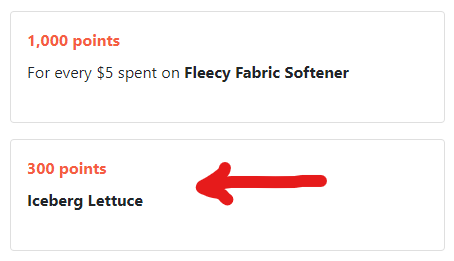 1,000 points
For every $5 spent on Fleecy Fabric Softener
300 points
Iceberg Lettuce